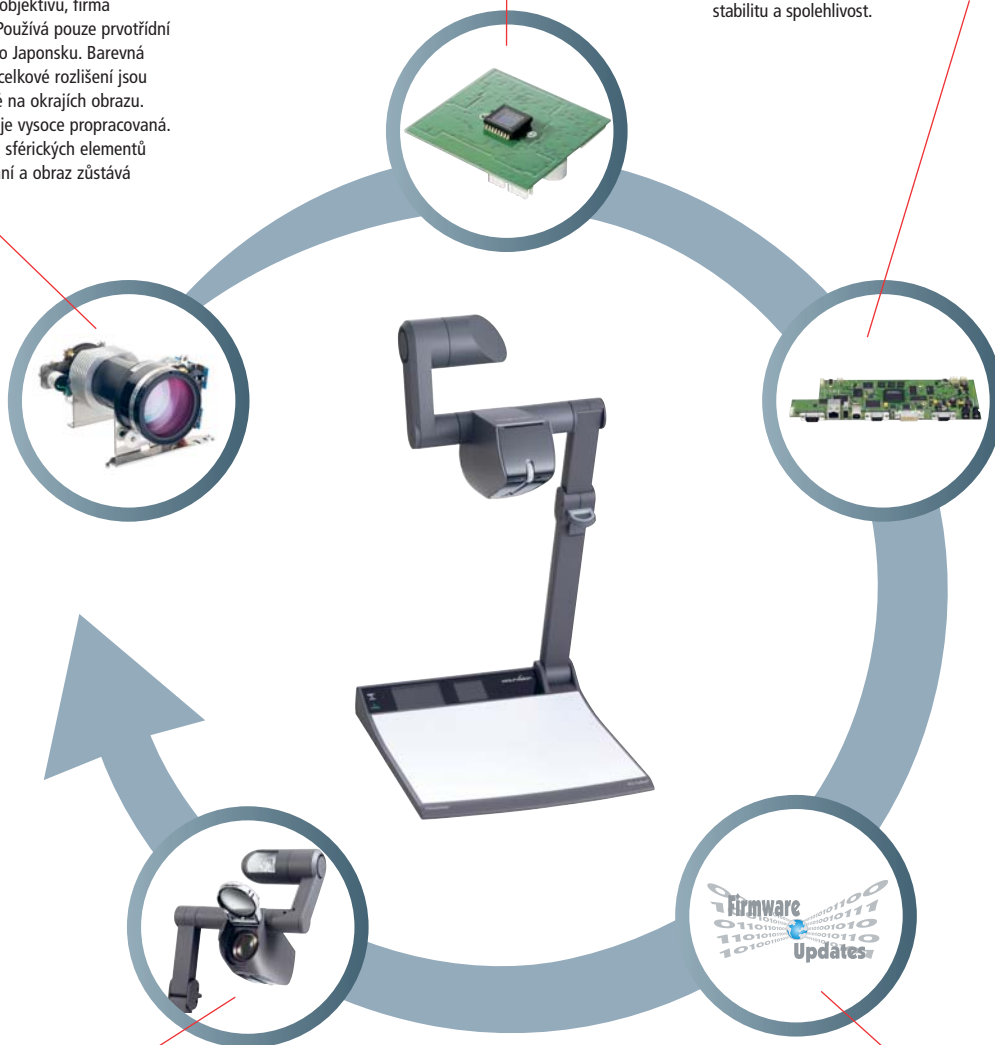 objektivu, firma
Používá pouze prvotřídní
o Japonsku. Barevná
celkové rozlišení jsou
na okrajích obrazu.
je vysoce propracovaná.
sférických elementů
ní a obraz zůstává
stabilitu a spolehlivost.
Firmware
Updates